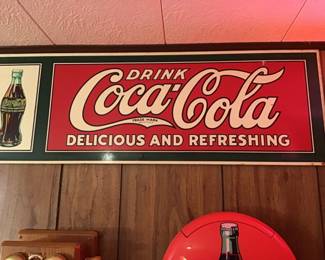 DRINK
Coca-Cola
TRADE MARK
DELICIOUS AND REFRESHING